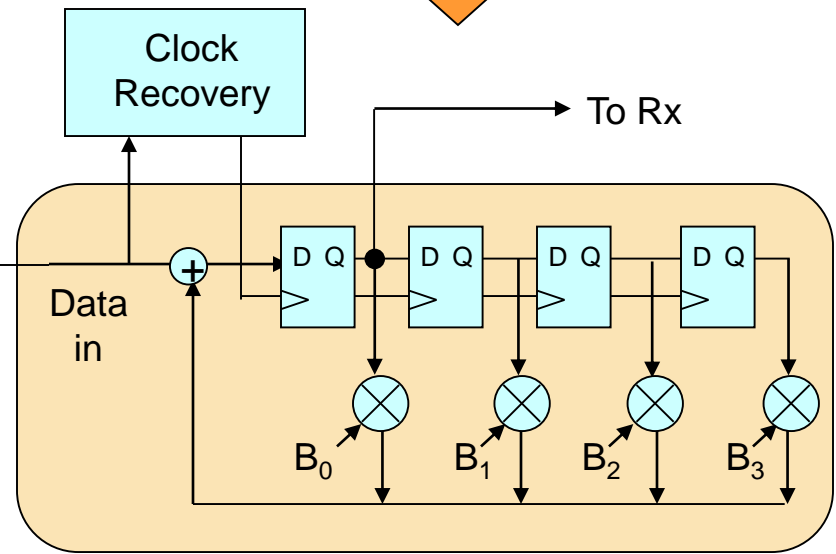 Clock
Recovery
To Rx
+
D Q
D Q
D Q
D Q
Data
in
B₀
B₁
B₂
B₃